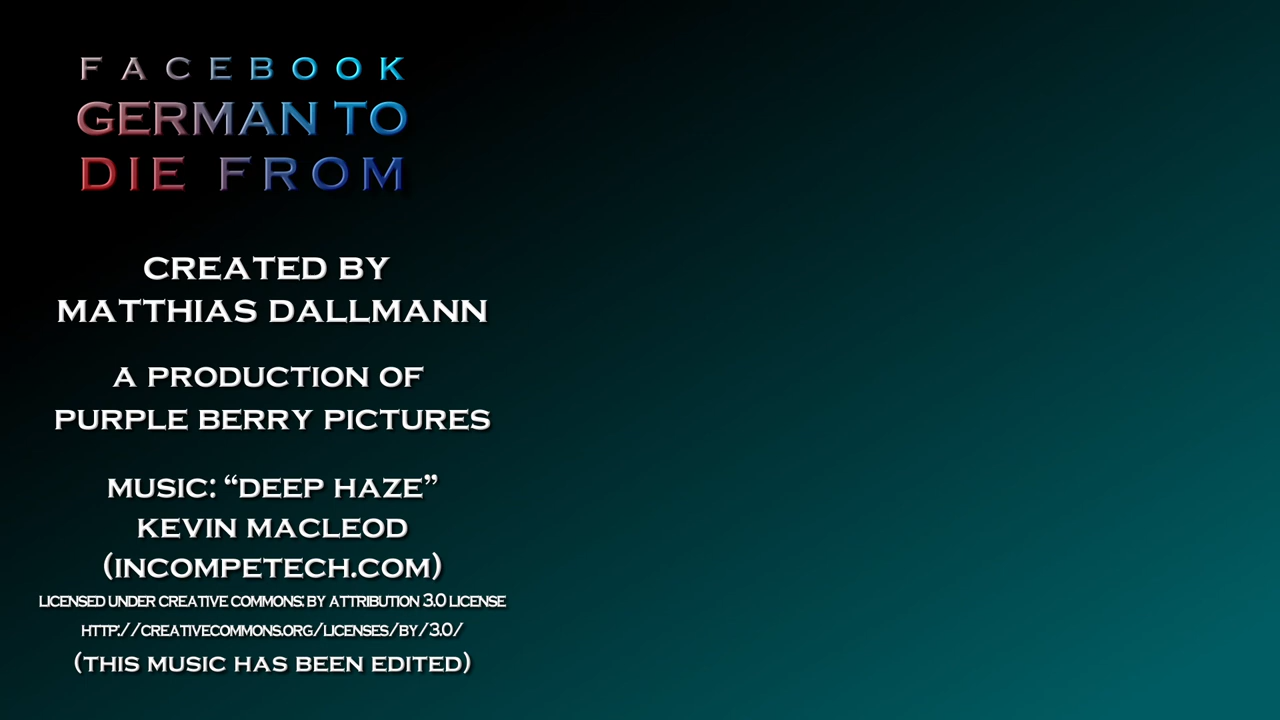 FACEBOOK
GERMAN TO
DIE FROM
CREATED BY
MATTHIAS DALLMANN
A PRODUCTION OF
PURPLE BERRY PICTURES
MUSIC: “DEEP HAZE”
KEVIN MACLEOD
(INCOMPETECH.COM)
LICENSED UNDER CREATIVE COMMONS: BY ATTRIBUTION 3.0 LICENSE
HTTP://CREATIVECOMMONS.ORG/LICENSES/BY/3.0/
(THIS MUSIC HAS BEEN EDITED)